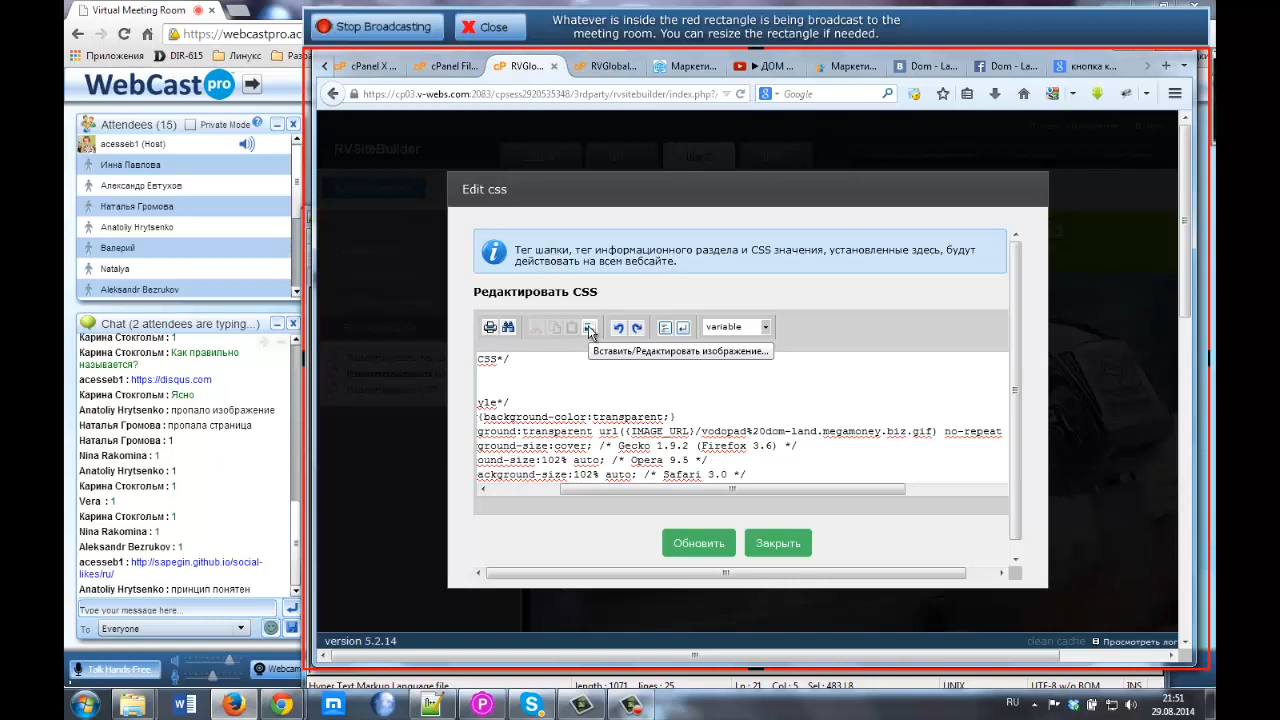 Virtual Meeting Room
https://webcastpro.ac
Приложения
DIR-615
Линукс
WebCast pro
Attendees (15)
Private Mode
acesseb1 (Host)
Инна Павлова
Александр Евтухов
Наталья Громова
Anatoliy Hrytsenko
Валерий
Natalya
Aleksandr Bezrukov
Chat (2 attendees are typing...)
Карина Стокгольм : 1
Карина Стокгольм : Как правильно
называется?
acesseb1 : https://disqus.com
Карина Стокгольм : Ясно
Anatoliy Hrytsenko : пропало изображение
Наталья Громова : пропала страница
Наталья Громова : 1
Nina Rakomina : 1
Anatoliy Hrytsenko : 1
Карина Стокгольм : 1
Vera : 1
Карина Стокгольм : 1
Nina Rakomina : 1
Aleksandr Bezrukov : 1
acesseb1 : http://sapegin.github.io/social-
likes/ru/
Anatoliy Hrytsenko : принцип понятен
Type your message here...
To
Everyone
Talk Hands-Free
Webcam
Stop Broadcasting
Close
Whatever is inside the red rectangle is being broadcast to the
meeting room. You can resize the rectangle if needed.
cPanel X ...
cPanel Fil...
RVGlo...
RVGlobal...
Маркети...
ДОМ ...
Маркети...
Dom - La...
Dom - La...
кнопка к...
https://cp03.v-webs.com:2083/cpsess2920535348/3rdparty/rvsitebuilder/index.php?
Google
RVSiteBuilder
Edit css
Тег шапки, тег информационного раздела и CSS значения, установленные здесь, будут
действовать на всем вебсайте.
Редактировать CSS
variable
Вставить/Редактировать изображение...
CSS*/
yle*/
{background-color:transparent;}
ground:transparent url({IMAGE_URL}/vodopad%20dom-land.megamoney.biz.gif) no-repeat
ground-size:cover; /* Gecko 1.9.2 (Firefox 3.6) */
ound-size:102% auto; /* Opera 9.5 */
ackground-size:102% auto; /* Safari 3.0 */
Обновить
Закрыть
version 5.2.14
clean cache
Просмотреть лог
Hyper Text Markup Language file
length : 1071
lines : 25
Ln : 21
Col : 5
Sel : 483 | 8
UNIX
UTF-8 w/o BOM
INS
RU
21:51
29.08.2014